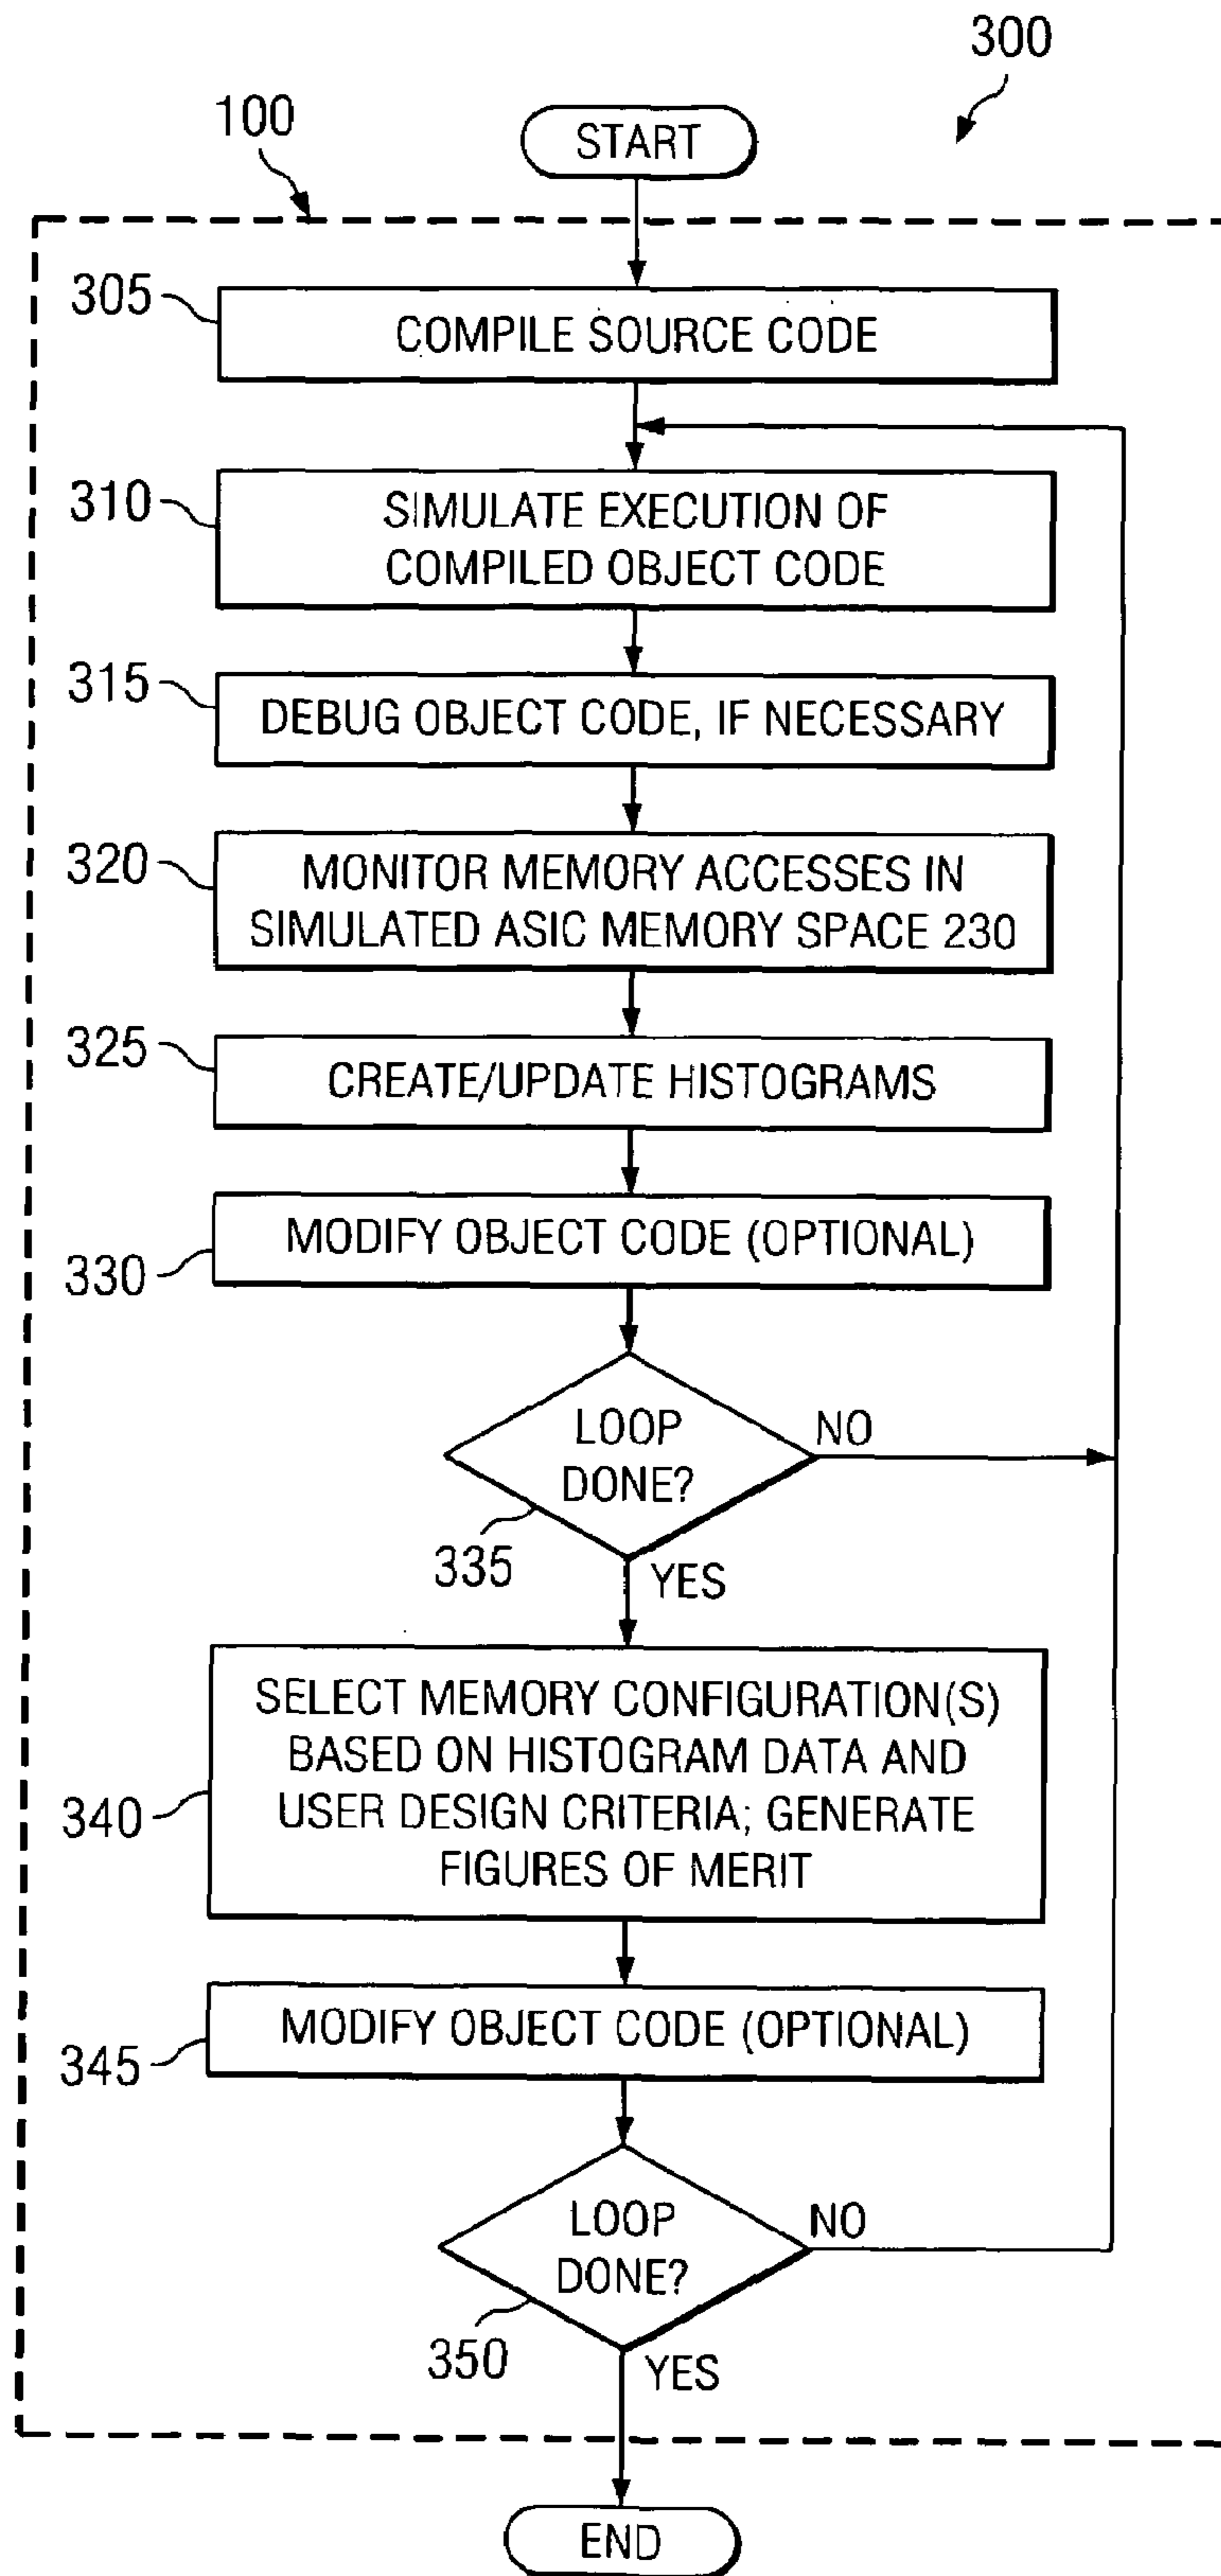 300
100
START
305
COMPILE SOURCE CODE
310
SIMULATE EXECUTION OF
COMPILED OBJECT CODE
315
DEBUG OBJECT CODE, IF NECESSARY
320
MONITOR MEMORY ACCESSES IN
SIMULATED ASIC MEMORY SPACE 230
325
CREATE/UPDATE HISTOGRAMS
330
MODIFY OBJECT CODE (OPTIONAL)
LOOP
DONE?
NO
335
YES
340
SELECT MEMORY CONFIGURATION(S)
BASED ON HISTOGRAM DATA AND
USER DESIGN CRITERIA; GENERATE
FIGURES OF MERIT
345
MODIFY OBJECT CODE (OPTIONAL)
LOOP
DONE?
NO
350
YES
END